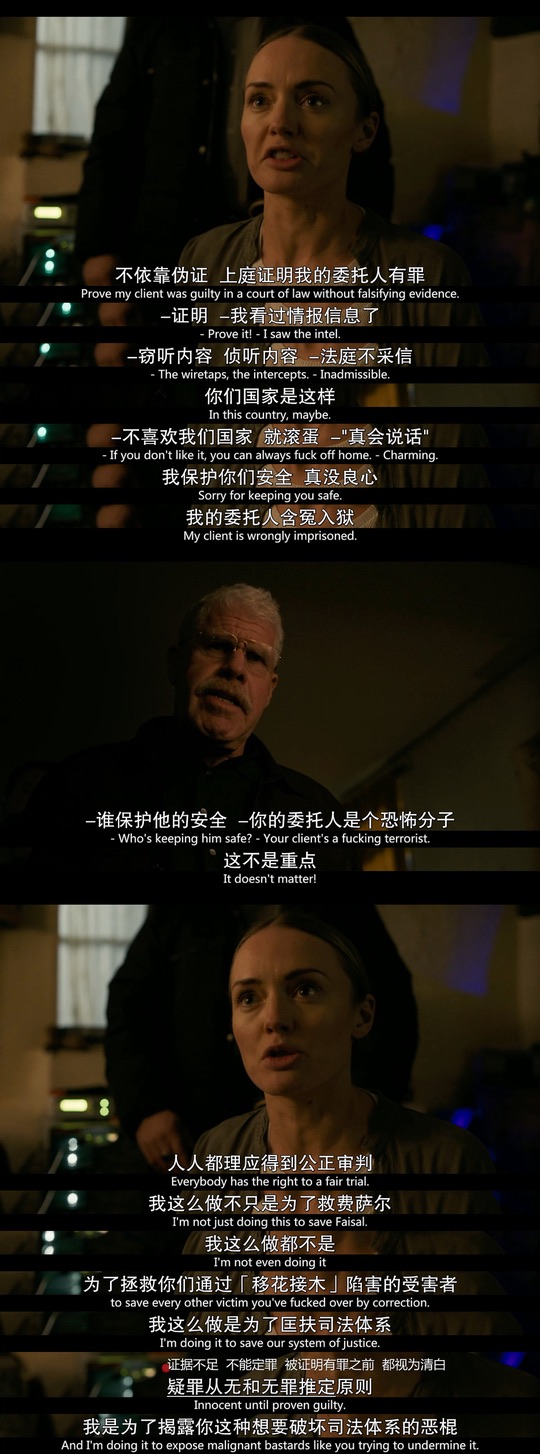 不依靠伪证 上庭证明我的委托人有罪
Prove my client was guilty in a court of law without falsifying evidence.
–证明 –我看过情报信息了
- Prove it! - I saw the intel.
–窃听内容 侦听内容 –法庭不采信
- The wiretaps, the intercepts. - Inadmissible.
你们国家是这样
In this country, maybe.
–不喜欢我们国家 就滚蛋 –"真会说话"
- If you don't like it, you can always fuck off home. - Charming.
我保护你们安全 真没良心
Sorry for keeping you safe.
我的委托人含冤入狱
My client is wrongly imprisoned.
–谁保护他的安全 –你的委托人是个恐怖分子
- Who's keeping him safe? - Your client's a fucking terrorist.
这不是重点
It doesn't matter!
人人都理应得到公正审判
Everybody has the right to a fair trial.
我这么做不只是为了救费萨尔
I'm not just doing this to save Faisal.
我这么做都不是
I'm not even doing it
为了拯救你们通过「移花接木」陷害的受害者
to save every other victim you've fucked over by correction.
我这么做是为了匡扶司法体系
I'm doing it to save our system of justice.
证据不足 不能定罪 被证明有罪之前 都视为清白
疑罪从无和无罪推定原则
Innocent until proven guilty.
我是为了揭露你这种想要破坏司法体系的恶棍
And I'm doing it to expose malignant bastards like you trying to undermine it.